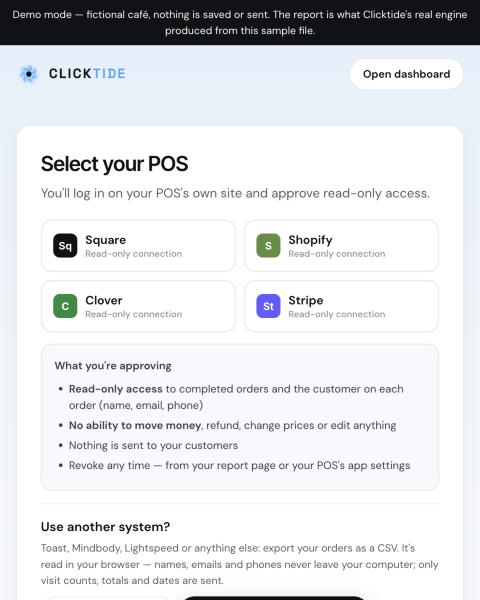 Demo mode — fictional café, nothing is saved or sent. The report is what Clicktide's real engine
produced from this sample file.
CLICKTIDE
Open dashboard
Select your POS
You'll log in on your POS's own site and approve read-only access.
Sq
Square
Read-only connection
S
Shopify
Read-only connection
C
Clover
Read-only connection
St
Stripe
Read-only connection
What you're approving
• Read-only access to completed orders and the customer on each
order (name, email, phone)
• No ability to move money, refund, change prices or edit anything
• Nothing is sent to your customers
• Revoke any time — from your report page or your POS's app settings
Use another system?
Toast, Mindbody, Lightspeed or anything else: export your orders as a CSV. It's
read in your browser — names, emails and phones never leave your computer; only
visit counts, totals and dates are sent.